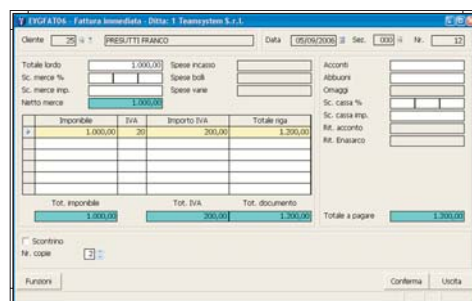 EYGFAT06 - Fattura Immediata - Ditta: 1 Teamsystem S.r.l.
Cliente 25 PRESUTTI FRANCO Data 05/09/2006 Sec. 000 Nr. 12
Totale lordo 1.000,00 Spese incasso Acconti
Sc. merce % Spese bolli Abbuoni
Sc. merce imp. Spese varie Omaggi
Netto merce 1.000,00 Sc. cassa %
Sc. cassa imp.
Imponibile IVA Importo IVA Totale riga Rit. acconto
1.000,00 20 200,00 1.200,00 Rit. Enasarco
Tot. imponibile Tot. IVA Tot. documento
1.000,00 200,00 1.200,00 Totale a pagare 1.200,00
Scontrino
Nr. copie 2
Funzioni Conferma Uscita